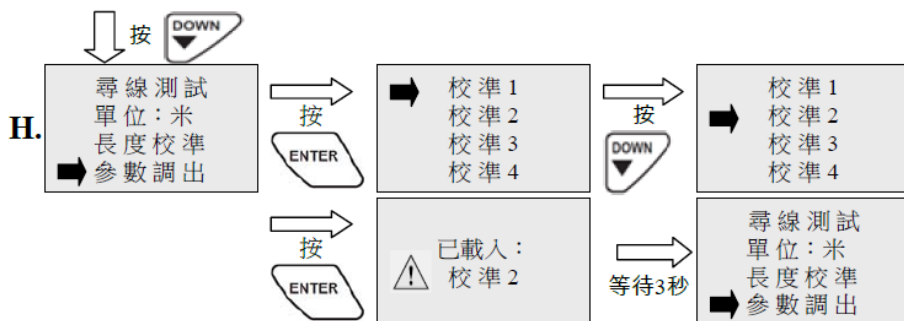 按 DOWN
H.
尋線測試
單位：米
長度校準
參數調出
按
ENTER
校準1
校準2
校準3
校準4
按
DOWN
校準1
校準2
校準3
校準4
按
ENTER
已載入：
校準2
等待3秒
尋線測試
單位：米
長度校準
參數調出